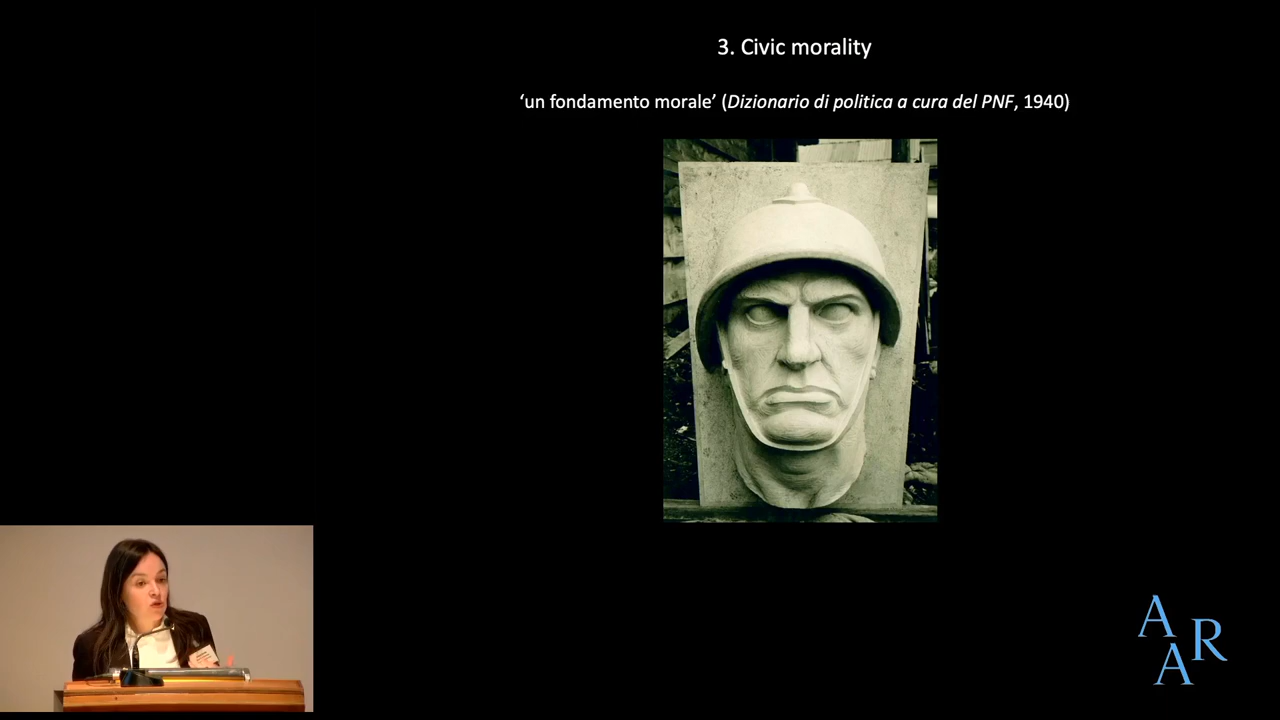 3. Civic morality
‘un fondamento morale’ (Dizionario di politica a cura del PNF, 1940)
A
A R